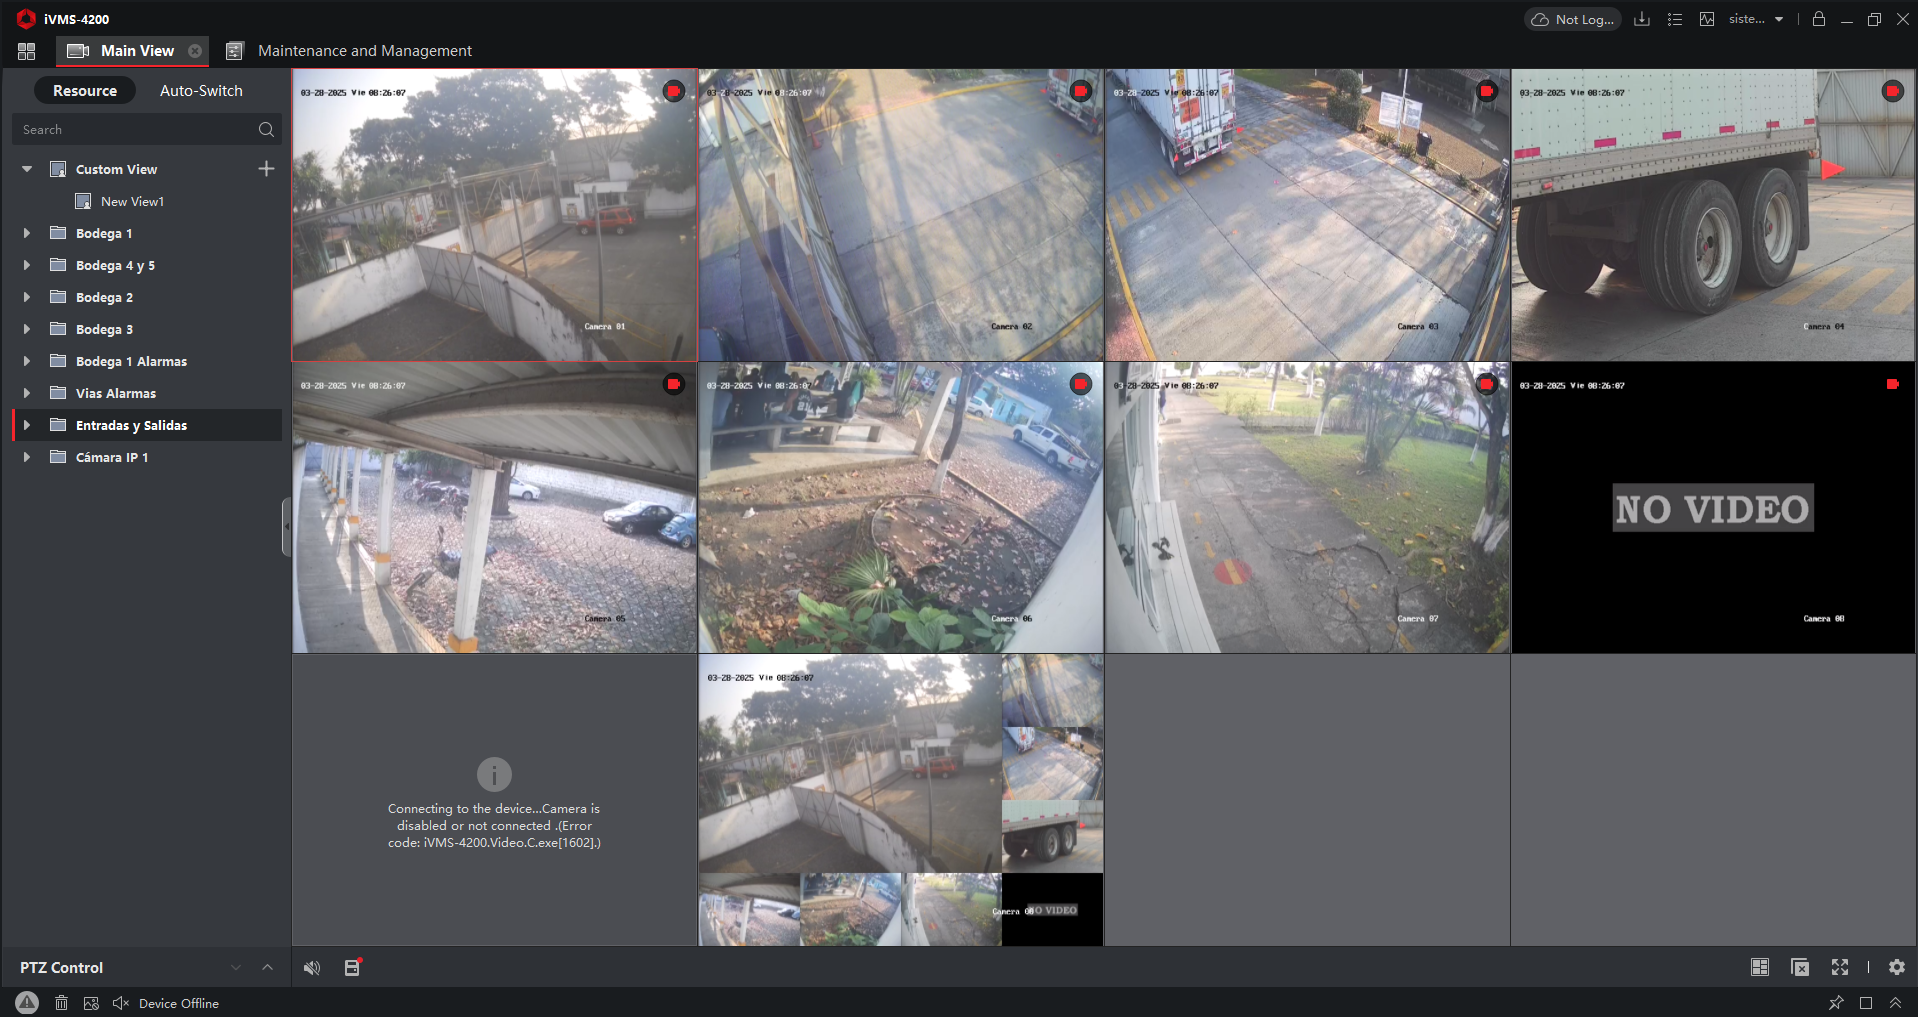 iVMS-4200
Not Log...
siste...
Main View
Maintenance and Management
Resource
Auto-Switch
Search
Custom View
New View1
Bodega 1
Bodega 4 y 5
Bodega 2
Bodega 3
Bodega 1 Alarmas
Vias Alarmas
Entradas y Salidas
Cámara IP 1
03-28-2025 Vie 08:26:07
Camera 01
03-28-2025 Vie 08:26:07
Camera 02
03-28-2025 Vie 08:26:07
Camera 03
03-28-2025 Vie 08:26:07
Camera 04
03-28-2025 Vie 08:26:07
Camera 05
03-28-2025 Vie 08:26:07
Camera 06
03-28-2025 Vie 08:26:07
Camera 07
03-28-2025 Vie 08:26:07
NO VIDEO
Camera 08
Connecting to the device...Camera is
disabled or not connected .(Error
code: iVMS-4200.Video.C.exe[1602].)
03-28-2025 Vie 08:26:07
Camera 08
NO VIDEO
PTZ Control
Device Offline